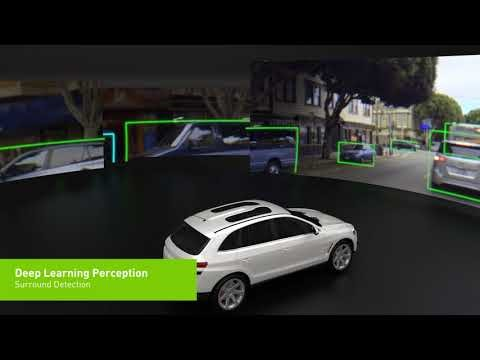 Deep Learning Perception
Surround Detection